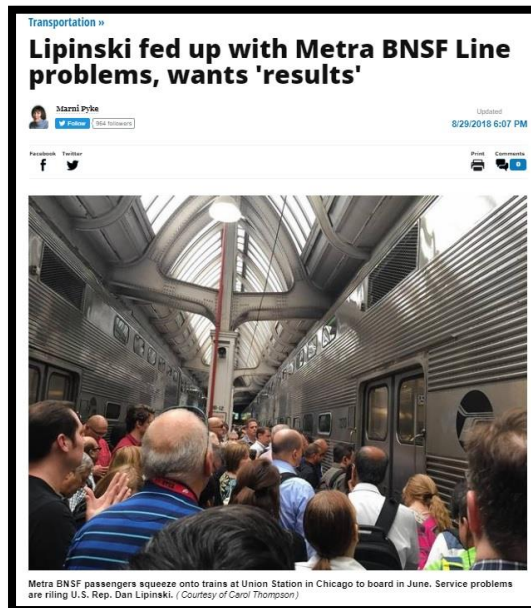 Transportation »
Lipinski fed up with Metra BNSF Line
problems, wants 'results'
Marni Pyke
Follow
964 followers
Updated
8/29/2018 6:07 PM
Facebook Twitter
Print Comments
0
Metra BNSF passengers squeeze onto trains at Union Station in Chicago to board in June. Service problems
are riling U.S. Rep. Dan Lipinski. ( Courtesy of Carol Thompson )